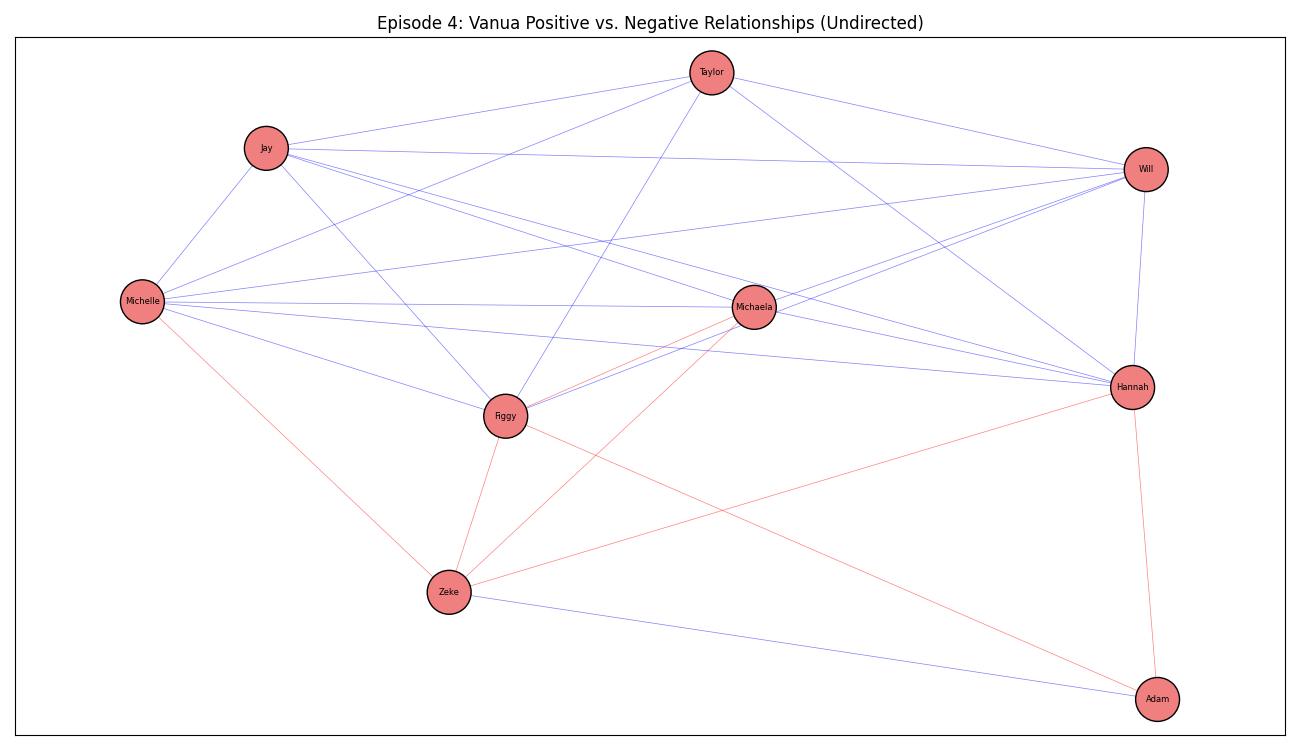 Episode 4: Vanua Positive vs. Negative Relationships (Undirected)
Taylor
Jay
Will
Michelle
Michaela
Hannah
Figgy
Zeke
Adam